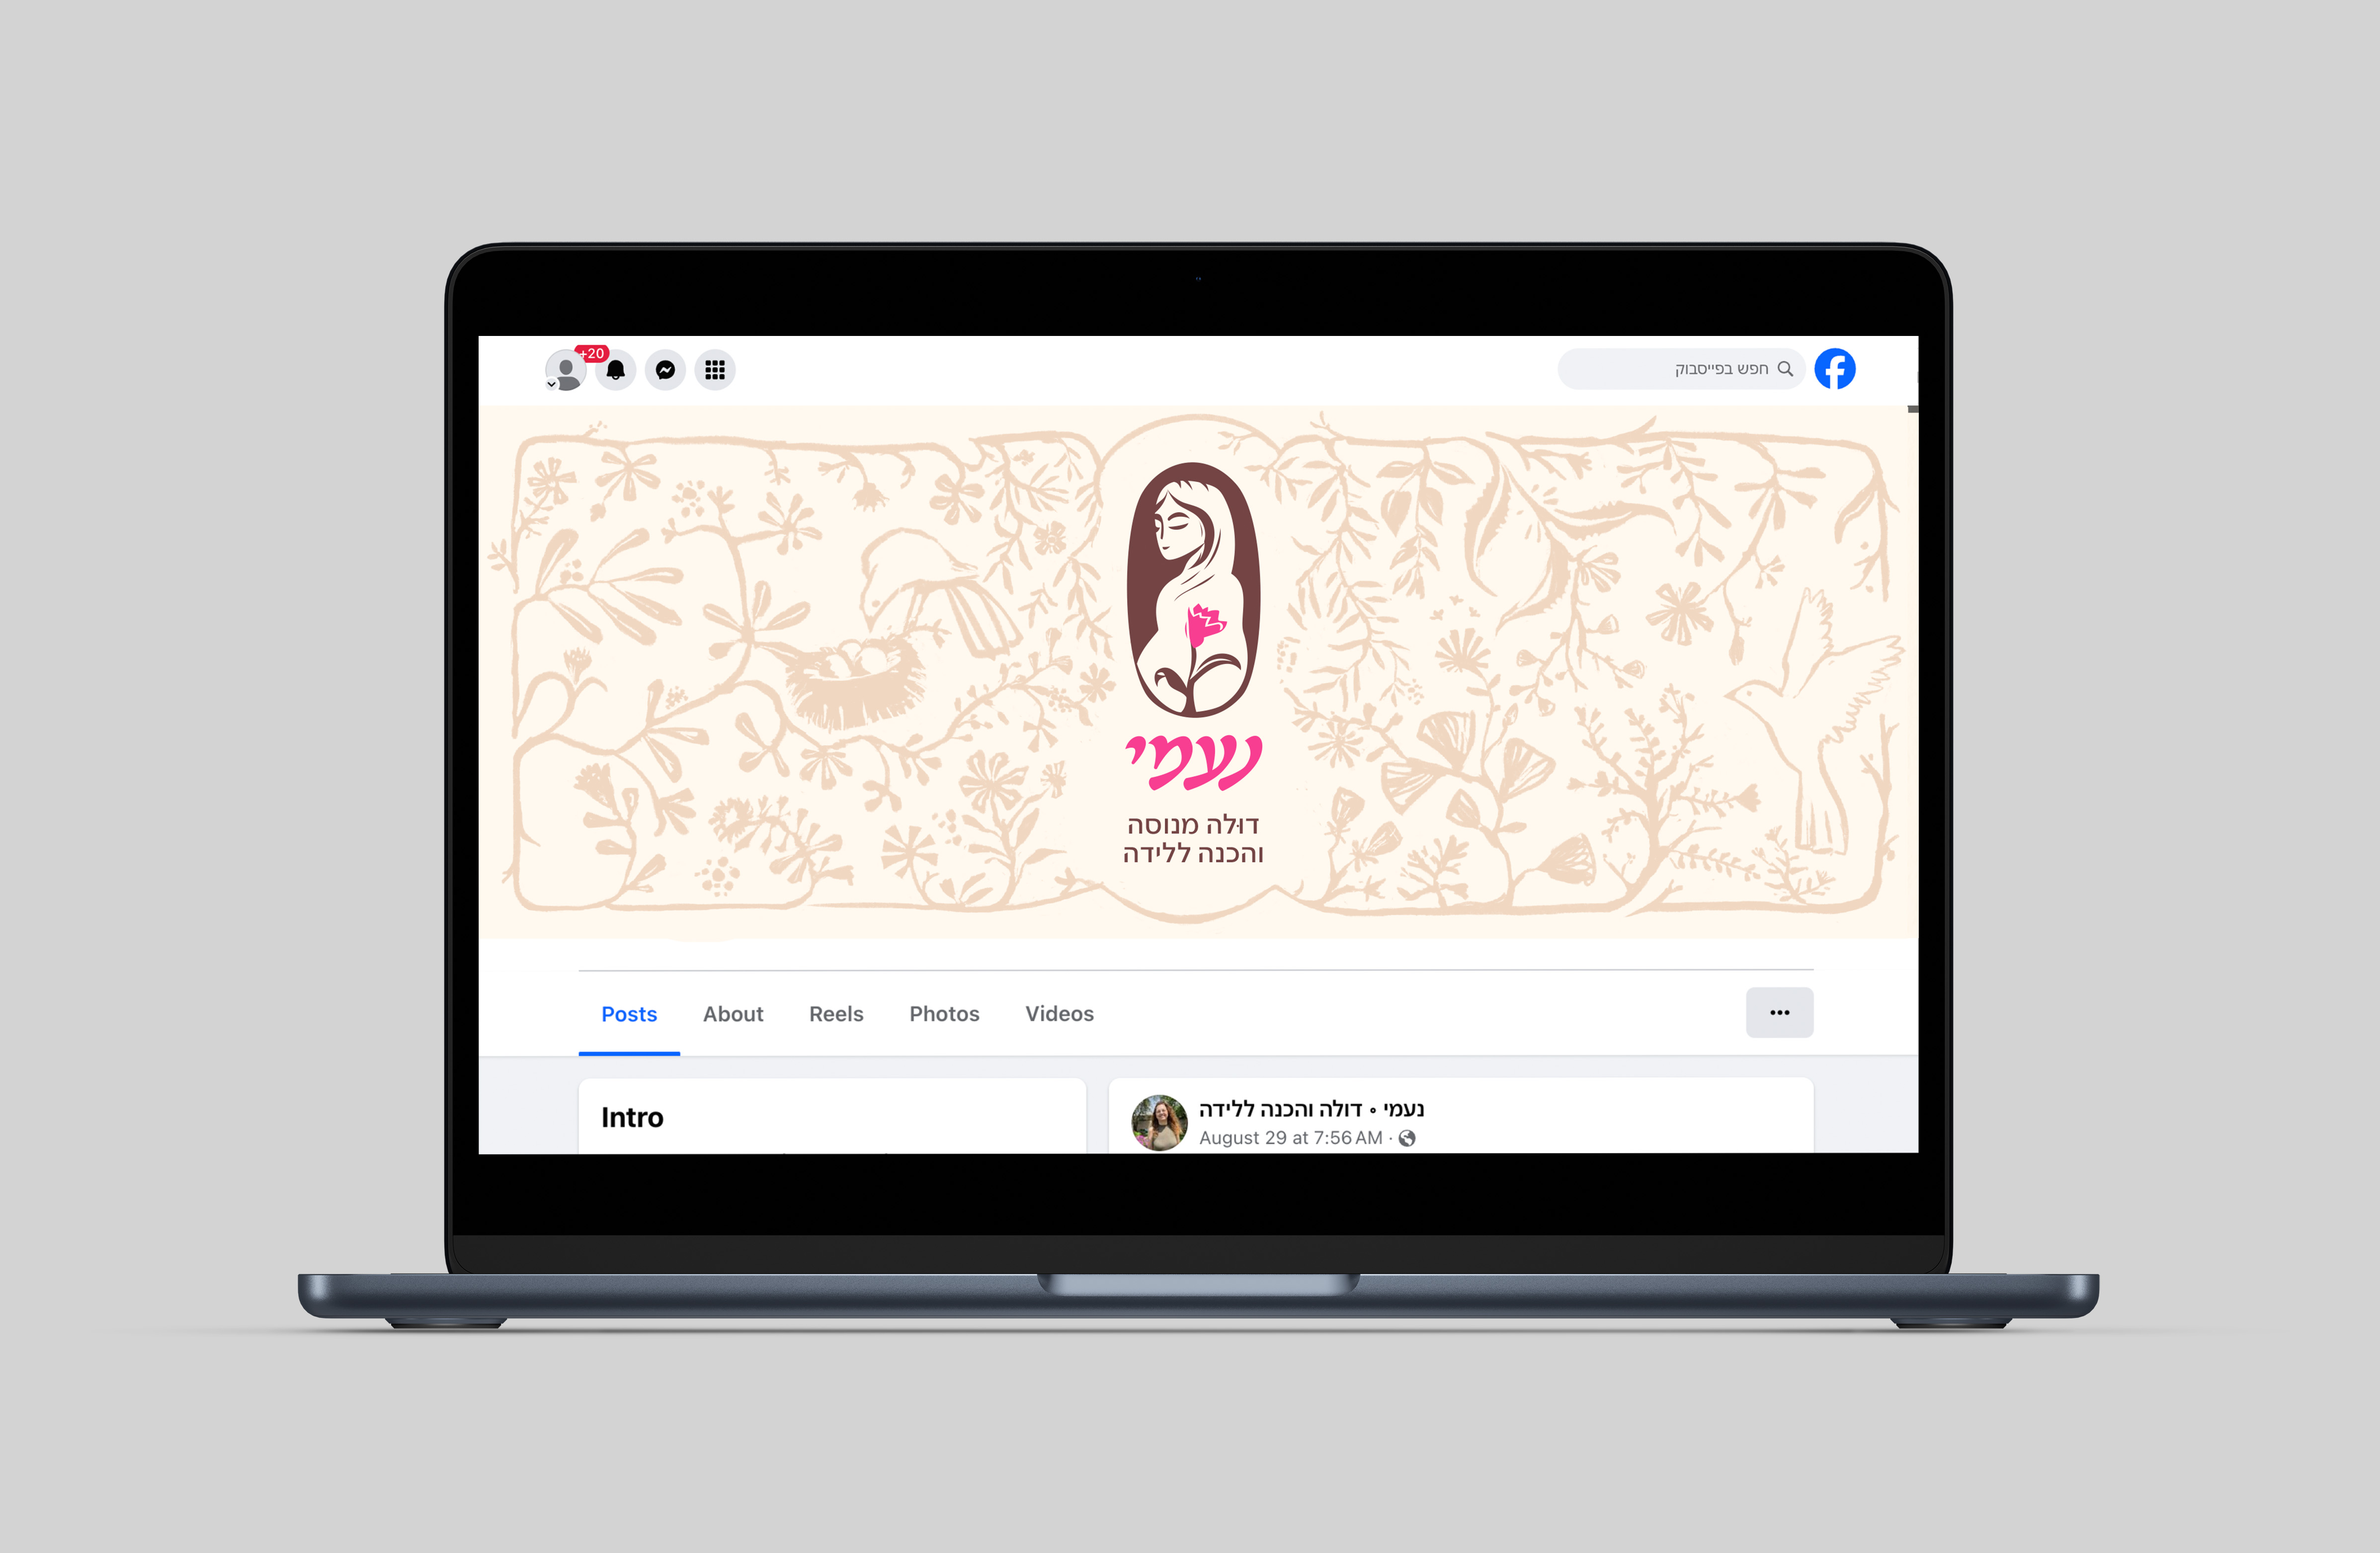 +20
חפש בפייסבוק
נעמי
דולה מנוסה
והכנה ללידה
Posts
About
Reels
Photos
Videos
Intro
נעמי • דולה והכנה ללידה
August 29 at 7:56 AM ·